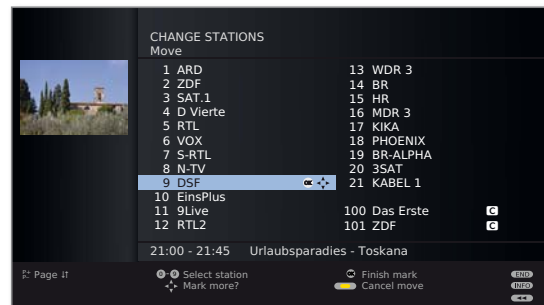 CHANGE STATIONS
Move
1 ARD
2 ZDF
3 SAT.1
4 D Vierte
5 RTL
6 VOX
7 S-RTL
8 N-TV
9 DSF OK
10 EinsPlus
11 9Live
12 RTL2
13 WDR 3
14 BR
15 HR
16 MDR 3
17 KIKA
18 PHOENIX
19 BR-ALPHA
20 3SAT
21 KABEL 1
100 Das Erste C
101 ZDF C
21:00 - 21:45 Urlaubsparadies - Toskana
P± Page ↓↑
0-9 Select station
Mark more?
OK Finish mark
Cancel move
END
INFO